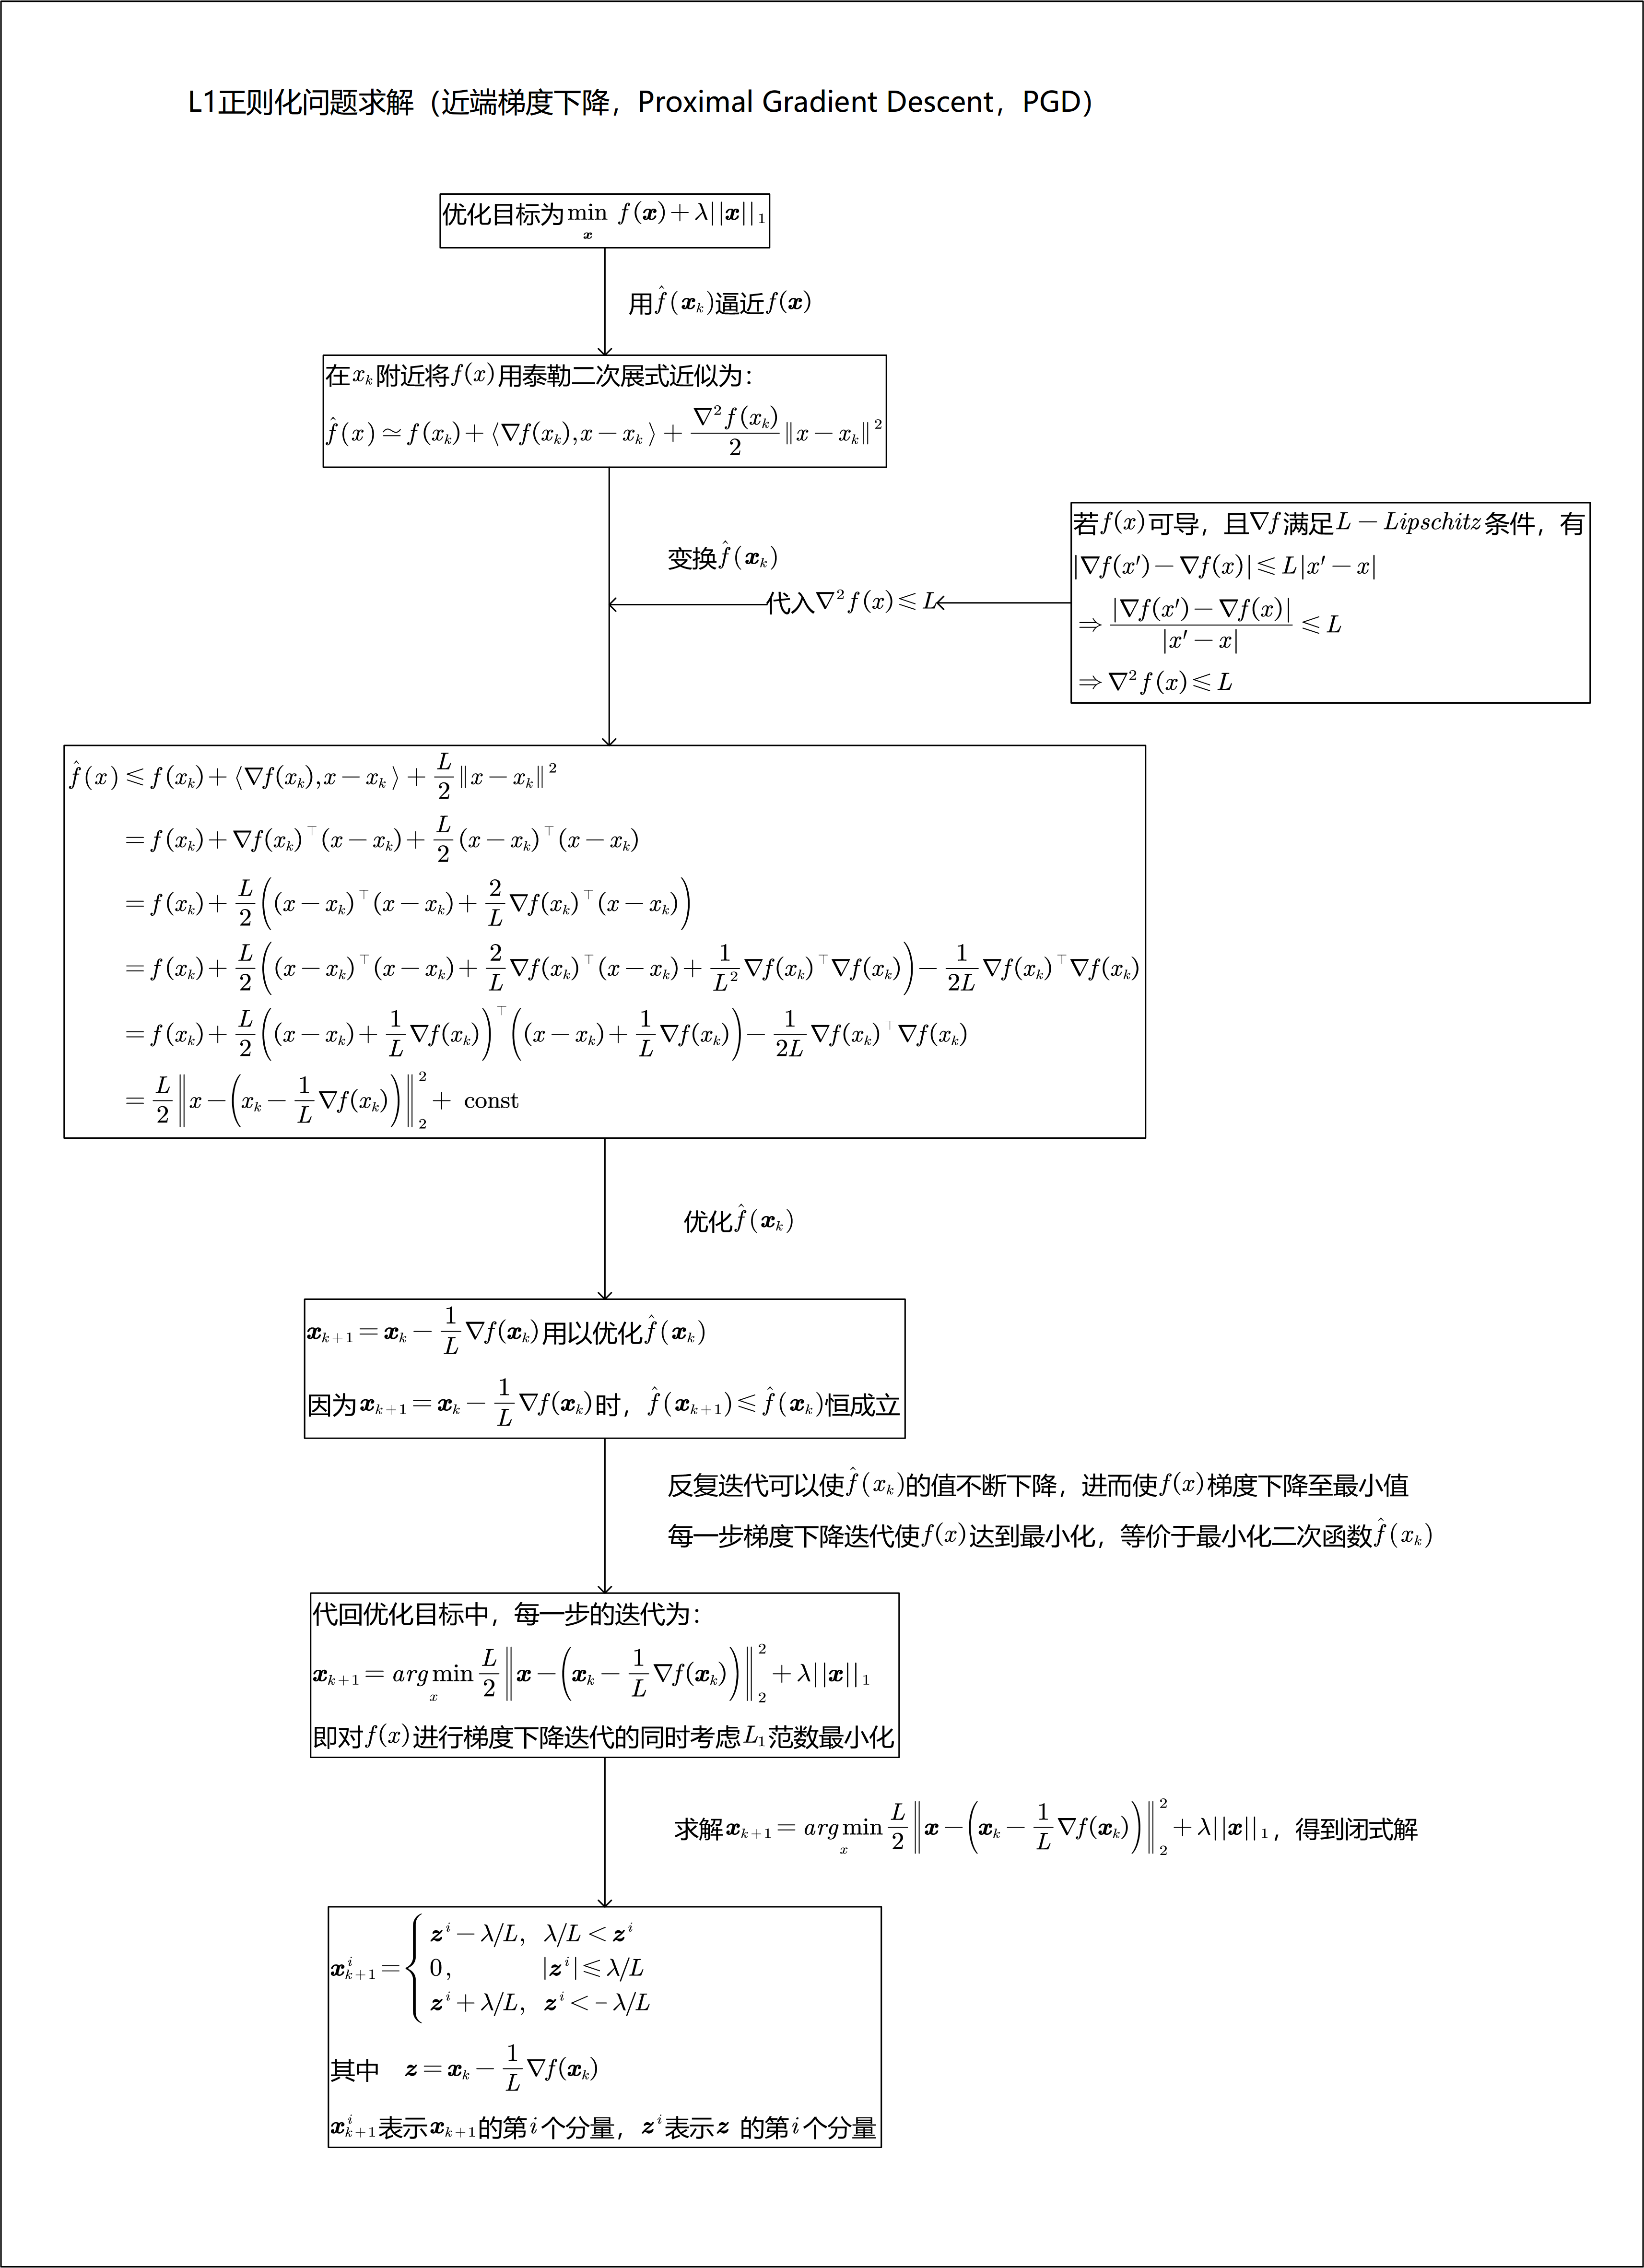 L1正则化问题求解（近端梯度下降，Proximal Gradient Descent，PGD）
优化目标为$\min_{\boldsymbol{x}} f(\boldsymbol{x})+\lambda||\boldsymbol{x}||_1$
用$\hat{f}(\boldsymbol{x}_k)$逼近$f(\boldsymbol{x})$
在$x_k$附近将$f(x)$用泰勒二次展式近似为：
$\hat{f}(x)\simeq f(x_k)+\langle\nabla f(x_k),x-x_k\rangle+\frac{\nabla^2 f(x_k)}{2}\|x-x_k\|^2$
若$f(x)$可导，且$\nabla f$满足$L-Lipschitz$条件，有
$|\nabla f(x')-\nabla f(x)|\leqslant L|x'-x|$
$\Rightarrow\frac{|\nabla f(x')-\nabla f(x)|}{|x'-x|}\leqslant L$
$\Rightarrow\nabla^2 f(x)\leqslant L$
变换$\hat{f}(\boldsymbol{x}_k)$
代入$\nabla^2 f(x)\leqslant L$
$\hat{f}(x)\leqslant f(x_k)+\langle\nabla f(x_k),x-x_k\rangle+\frac{L}{2}\|x-x_k\|^2$
$=f(x_k)+\nabla f(x_k)^\top(x-x_k)+\frac{L}{2}(x-x_k)^\top(x-x_k)$
$=f(x_k)+\frac{L}{2}\left((x-x_k)^\top(x-x_k)+\frac{2}{L}\nabla f(x_k)^\top(x-x_k)\right)$
$=f(x_k)+\frac{L}{2}\left((x-x_k)^\top(x-x_k)+\frac{2}{L}\nabla f(x_k)^\top(x-x_k)+\frac{1}{L^2}\nabla f(x_k)^\top\nabla f(x_k)\right)-\frac{1}{2L}\nabla f(x_k)^\top\nabla f(x_k)$
$=f(x_k)+\frac{L}{2}\left((x-x_k)+\frac{1}{L}\nabla f(x_k)\right)^\top\left((x-x_k)+\frac{1}{L}\nabla f(x_k)\right)-\frac{1}{2L}\nabla f(x_k)^\top\nabla f(x_k)$
$=\frac{L}{2}\left\|x-\left(x_k-\frac{1}{L}\nabla f(x_k)\right)\right\|_2^2+\text{ const}$
优化$\hat{f}(\boldsymbol{x}_k)$
$\boldsymbol{x}_{k+1}=\boldsymbol{x}_k-\frac{1}{L}\nabla f(\boldsymbol{x}_k)$用以优化$\hat{f}(\boldsymbol{x}_k)$
因为$\boldsymbol{x}_{k+1}=\boldsymbol{x}_k-\frac{1}{L}\nabla f(\boldsymbol{x}_k)$时，$\hat{f}(\boldsymbol{x}_{k+1})\leqslant\hat{f}(\boldsymbol{x}_k)$恒成立
反复迭代可以使$\hat{f}(x_k)$的值不断下降，进而使$f(x)$梯度下降至最小值
每一步梯度下降迭代使$f(x)$达到最小化，等价于最小化二次函数$\hat{f}(x_k)$
代回优化目标中，每一步的迭代为：
$\boldsymbol{x}_{k+1}=arg\min_{x}\frac{L}{2}\left\|\boldsymbol{x}-\left(\boldsymbol{x}_k-\frac{1}{L}\nabla f(\boldsymbol{x}_k)\right)\right\|_2^2+\lambda||\boldsymbol{x}||_1$
即对$f(x)$进行梯度下降迭代的同时考虑$L_1$范数最小化
求解$\boldsymbol{x}_{k+1}=arg\min_{x}\frac{L}{2}\left\|\boldsymbol{x}-\left(\boldsymbol{x}_k-\frac{1}{L}\nabla f(\boldsymbol{x}_k)\right)\right\|_2^2+\lambda||\boldsymbol{x}||_1$，得到闭式解
$\boldsymbol{x}_{k+1}^i=\begin{cases}\boldsymbol{z}^i-\lambda/L, & \lambda/L<\boldsymbol{z}^i\\0, & |\boldsymbol{z}^i|\leqslant\lambda/L\\\boldsymbol{z}^i+\lambda/L, & \boldsymbol{z}^i<-\lambda/L\end{cases}$
其中 $\boldsymbol{z}=\boldsymbol{x}_k-\frac{1}{L}\nabla f(\boldsymbol{x}_k)$
$\boldsymbol{x}_{k+1}^i$表示$\boldsymbol{x}_{k+1}$的第$i$个分量，$\boldsymbol{z}^i$表示$\boldsymbol{z}$ 的第$i$个分量